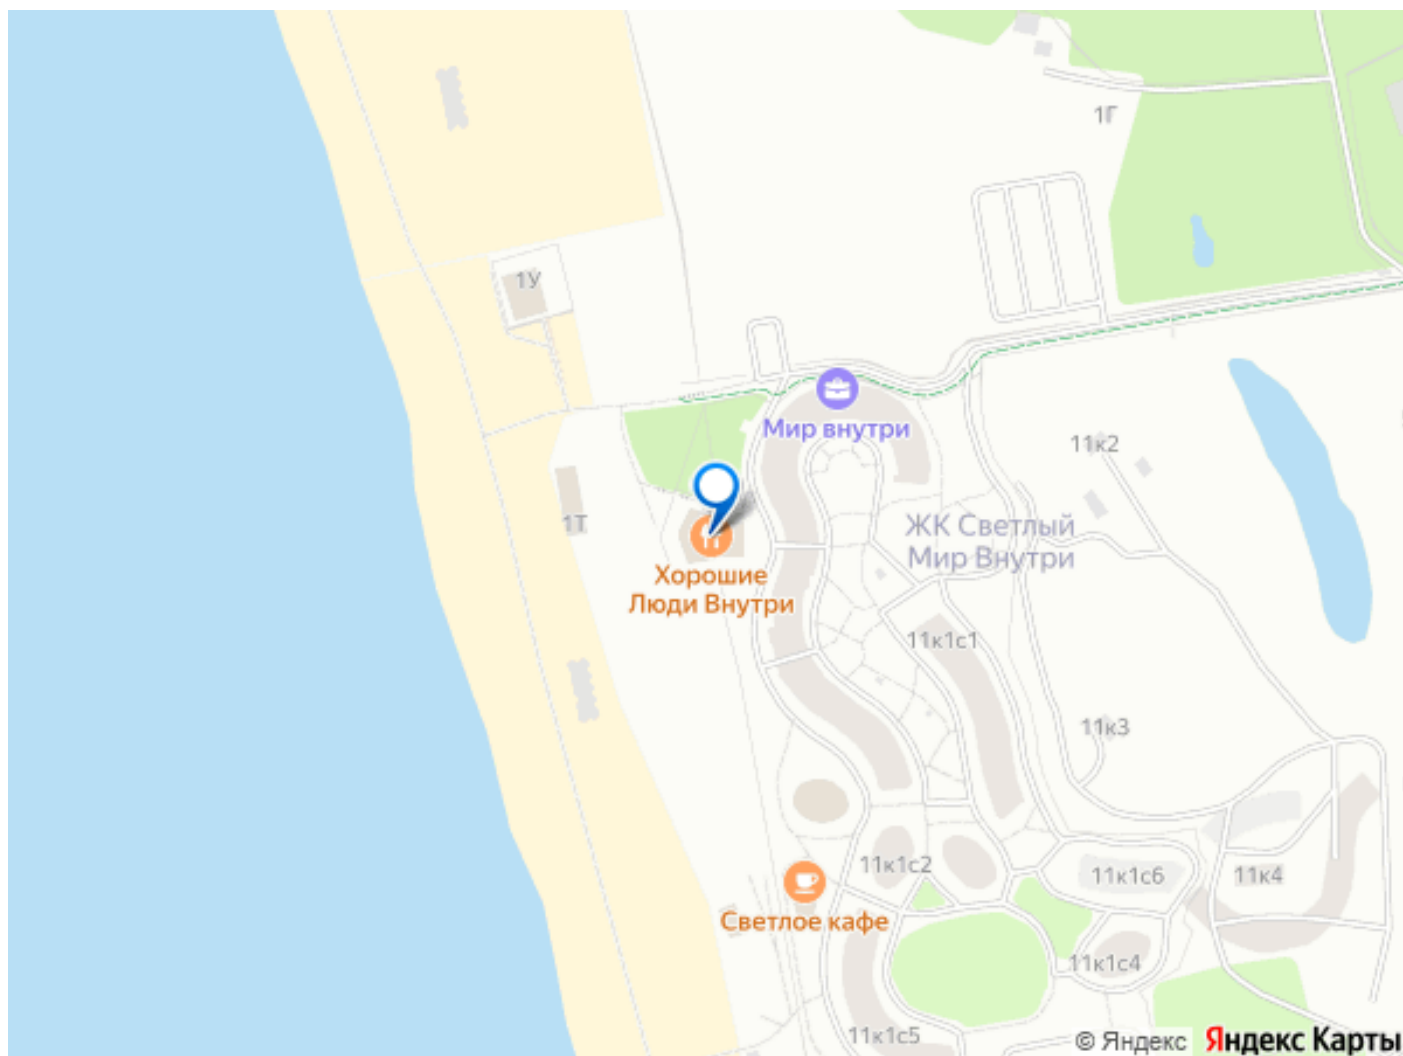 1Г
1У
Мир внутри
11к2
ЖК Светлый
Мир Внутри
1Т
Хорошие
Люди Внутри
11к1с1
11к3
11к1с2
11к1с6
11к4
Светлое кафе
11к1с4
11к1с5
© Яндекс Яндекс Карты